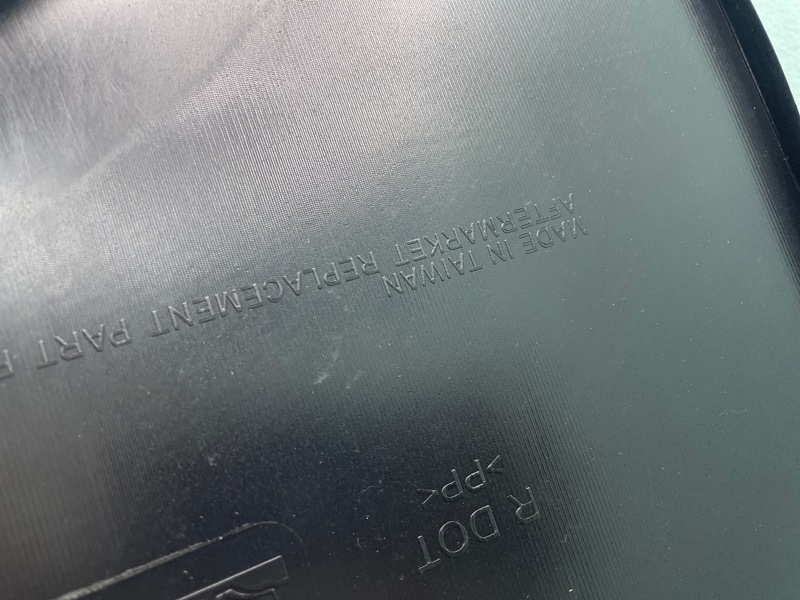 R DOT
>PP<
MADE IN TAIWAN
AFTERMARKET REPLACEMENT PART